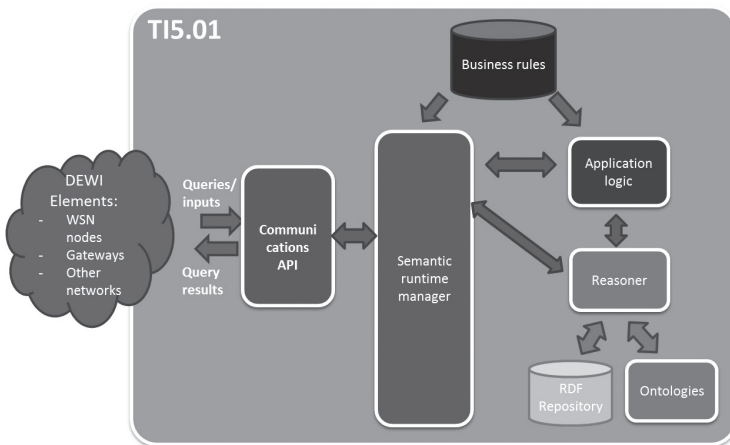 TI5.01
Business rules
DEWI
Elements:
- WSN
nodes
- Gateways
- Other
networks
Queries/
inputs
Query
results
Communi
cations
API
Semantic
runtime
manager
Application
logic
Reasoner
RDF
Repository
Ontologies